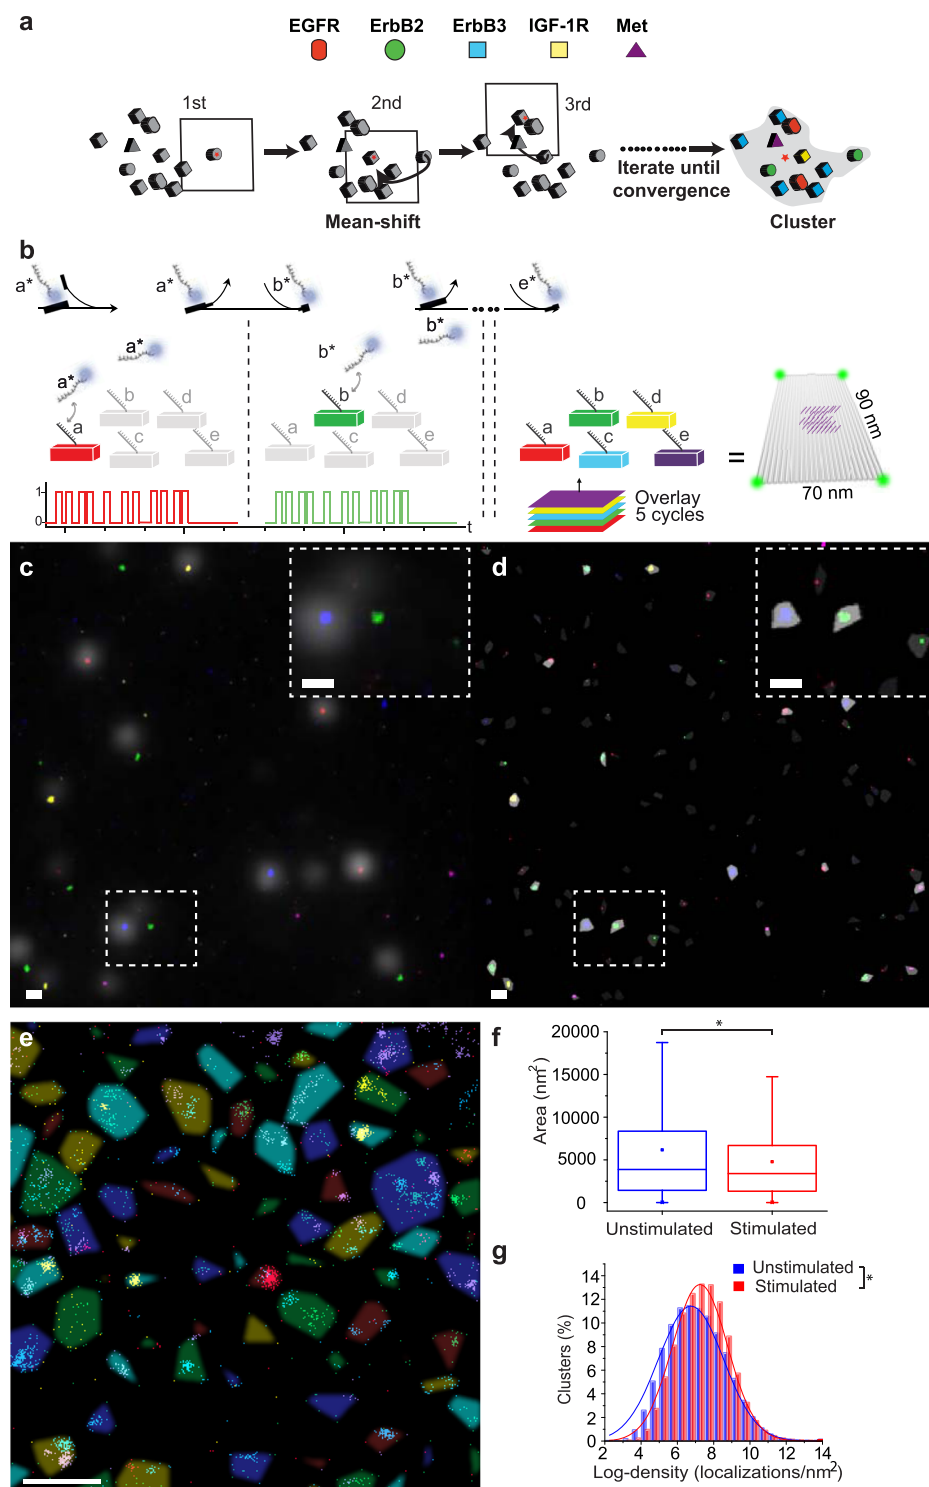 a
EGFR ErbB2 ErbB3 IGF-1R Met
1st 2nd 3rd
Iterate until
convergence
Mean-shift Cluster
b
a* a* b* b* e*
a* b* b*
a*
b d b d b d
a c e a c e a c e
=
90 nm
70 nm
1
0
t
Overlay
5 cycles
c d
e
f
*
20000
15000
10000
5000
0
Area (nm2)
Unstimulated Stimulated
g
Unstimulated
Stimulated
*
14
12
10
8
6
4
2
0
Clusters (%)
2 4 6 8 10 12 14
Log-density (localizations/nm2)